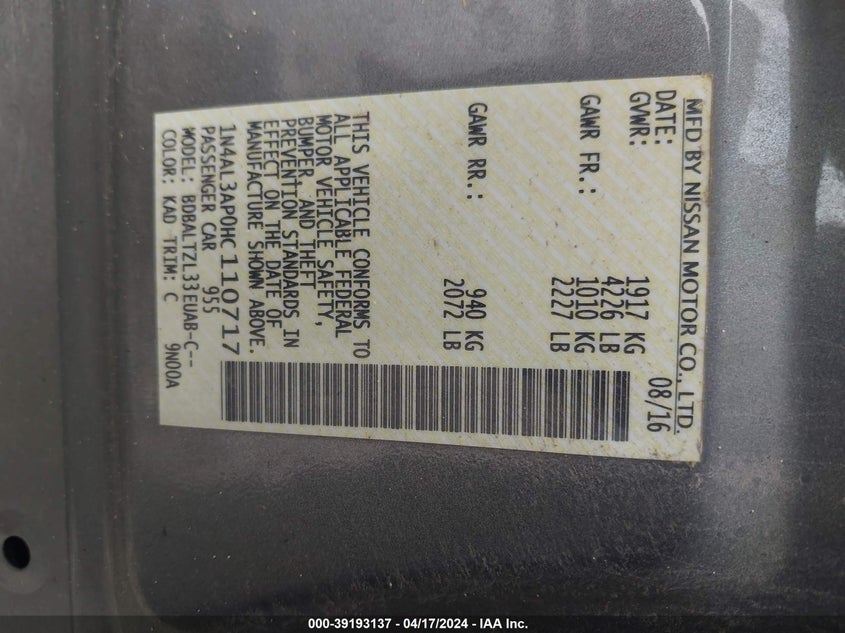 MFD BY NISSAN MOTOR CO., LTD.
DATE: 08/16
GVWR: 1917 KG
4226 LB
GAWR FR.: 1010 KG
2227 LB
GAWR RR.: 940 KG
2072 LB
THIS VEHICLE CONFORMS TO
ALL APPLICABLE FEDERAL
MOTOR VEHICLE SAFETY,
BUMPER, AND THEFT
PREVENTION STANDARDS IN
EFFECT ON THE DATE OF
MANUFACTURE SHOWN ABOVE.
1N4AL3AP0HC110717
PASSENGER CAR 955
MODEL: BDBALTZL33EUAB-C--
COLOR: KAD TRIM: C 9N00A
000-39193137 - 04/17/2024 - IAA Inc.